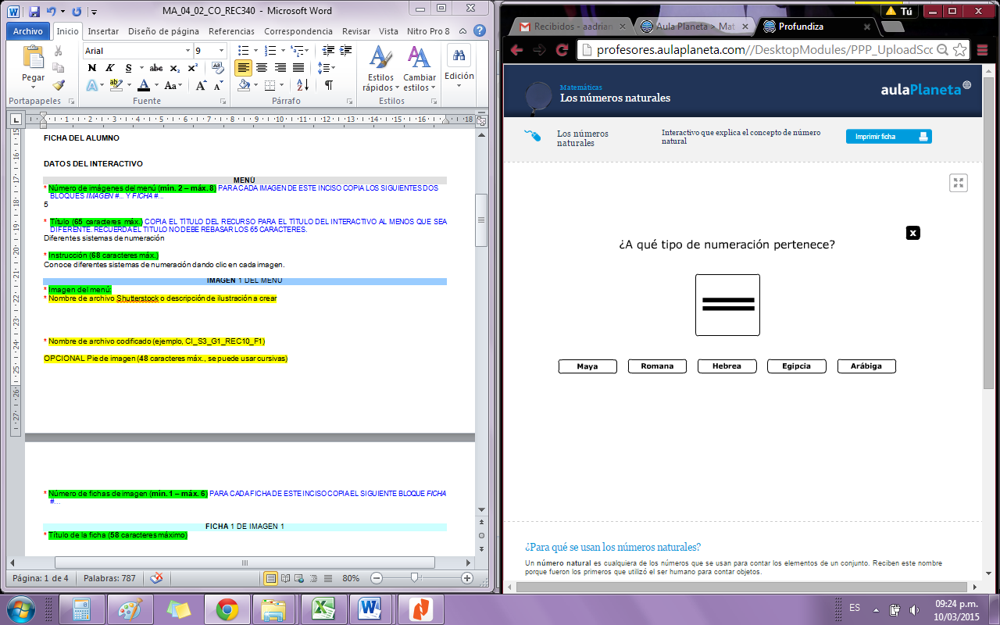 MA_04_02_CO_REC340 - Microsoft Word
Archivo Inicio Insertar Diseño de página Referencias Correspondencia Revisar Vista Nitro Pro 8
Pegar
Arial 9
N K S abc x₂ x²
Aa
Estilos rápidos
Cambiar estilos
Edición
Portapapeles Fuente Párrafo Estilos
FICHA DEL ALUMNO
DATOS DEL INTERACTIVO
MENÚ
* Número de imágenes del menú (mín. 2 – máx. 8) PARA CADA IMAGEN DE ESTE INCISO COPIA LOS SIGUIENTES DOS
BLOQUES IMAGEN #... Y FICHA #...
5
* Título (65 caracteres máx.) COPIA EL TÍTULO DEL RECURSO PARA EL TÍTULO DEL INTERACTIVO AL MENOS QUE SEA
DIFERENTE. RECUERDA EL TITULO NO DEBE REBASAR LOS 65 CARACTERES.
Diferentes sistemas de numeración
* Instrucción (68 caracteres máx.)
Conoce diferentes sistemas de numeración dando clic en cada imagen.
IMAGEN 1 DEL MENÚ
* Imagen del menú:
* Nombre de archivo Shutterstock o descripción de ilustración a crear
* Nombre de archivo codificado (ejemplo, CI_S3_G1_REC10_F1)
OPCIONAL Pie de imagen (48 caracteres máx., se puede usar cursivas)
* Número de fichas de imagen (mín. 1 – máx. 6) PARA CADA FICHA DE ESTE INCISO COPIA EL SIGUIENTE BLOQUE FICHA
#...
FICHA 1 DE IMAGEN 1
* Título de la ficha (58 caracteres máximo)
Página: 1 de 4 Palabras: 787 80%
Tú
Recibidos - aadrian
Aula Planeta > Mat
Profundiza
profesores.aulaplaneta.com//DesktopModules/PPP_UploadSco
Matemáticas
Los números naturales
aulaPlaneta
Los números
naturales
Interactivo que explica el concepto de número
natural
Imprimir ficha
x
¿A qué tipo de numeración pertenece?
Maya Romana Hebrea Egipcia Arábiga
¿Para qué se usan los números naturales?
Un número natural es cualquiera de los números que se usan para contar los elementos de un conjunto. Reciben este nombre
porque fueron los primeros que utilizó el ser humano para contar objetos.
ES
09:24 p.m.
10/03/2015